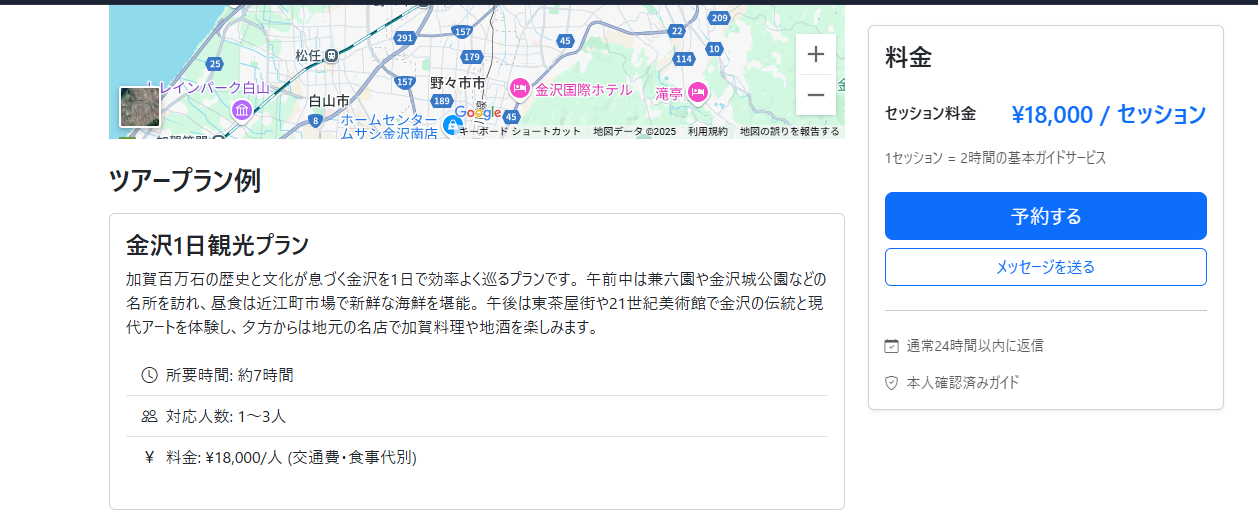 209
157
291
45
22
10
179
114
松任
25
157
野々市市
トレインパーク白山
金沢国際ホテル
滝亭
白山市
189
8
Google
45
ホームセンター
ムサシ金沢南店
キーボード ショートカット
地図データ ©2025
利用規約
地図の誤りを報告する
ツアープラン例
金沢1日観光プラン
加賀百万石の歴史と文化が息づく金沢を1日で効率よく巡るプランです。午前中は兼六園や金沢城公園などの
名所を訪れ、昼食は近江町市場で新鮮な海鮮を堪能。午後は東茶屋街や21世紀美術館で金沢の伝統と現
代アートを体験し、夕方からは地元の名店で加賀料理や地酒を楽しみます。
所要時間: 約7時間
対応人数: 1〜3人
¥ 料金: ¥18,000/人 (交通費・食事代別)
料金
セッション料金 ¥18,000 / セッション
1セッション = 2時間の基本ガイドサービス
予約する
メッセージを送る
通常24時間以内に返信
本人確認済みガイド